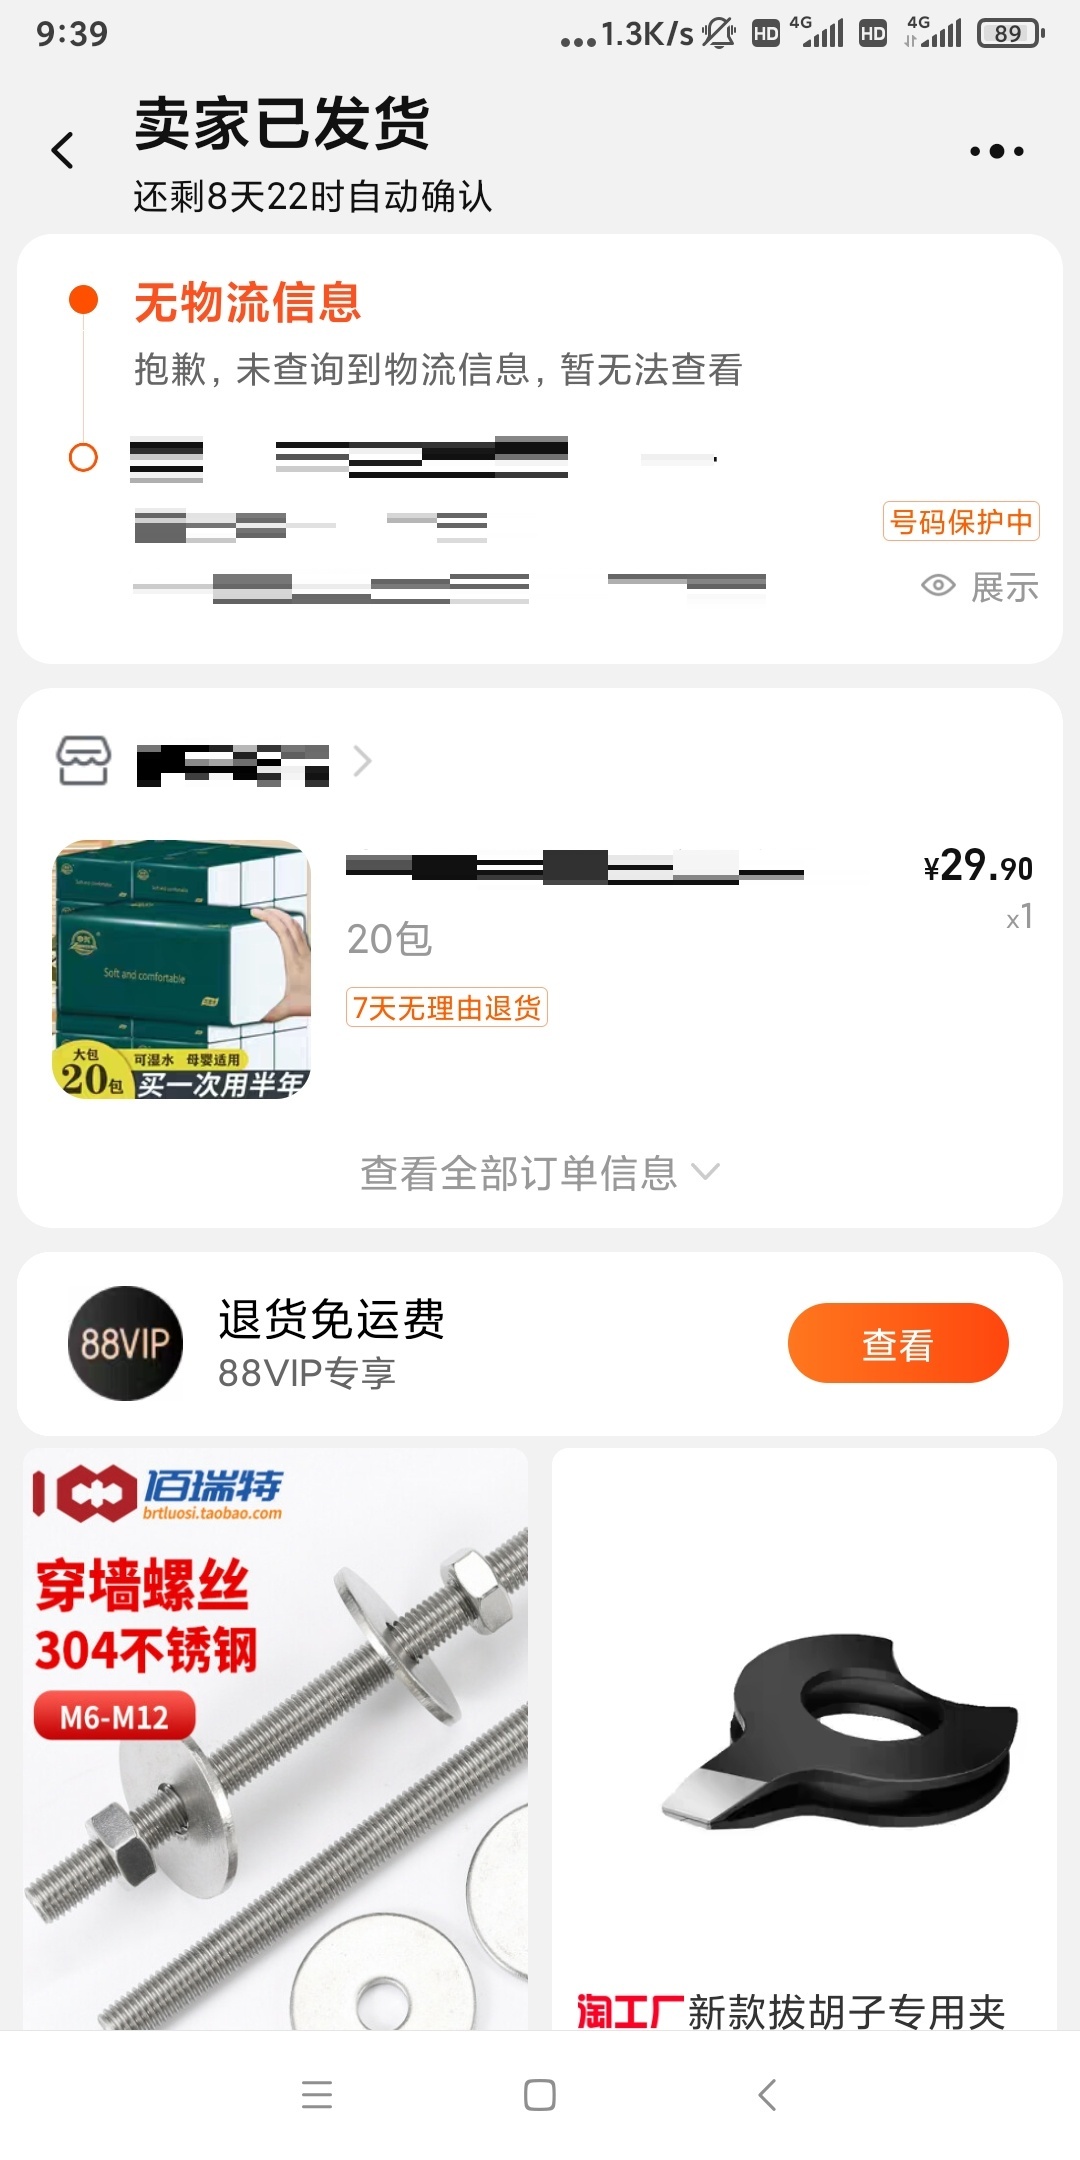 9:39
...1.3K/s HD 4G HD 4G 89
卖家已发货
还剩8天22时自动确认
无物流信息
抱歉,未查询到物流信息,暂无法查看
号码保护中
展示
¥29.90
x1
20包
7天无理由退货
Soft and comfortable
大包
20包
可湿水 母婴适用
买一次用半年
查看全部订单信息
88VIP
退货免运费
88VIP专享
查看
佰瑞特
brtluosi.taobao.com
穿墙螺丝
304不锈钢
M6-M12
淘工厂新款拔胡子专用夹